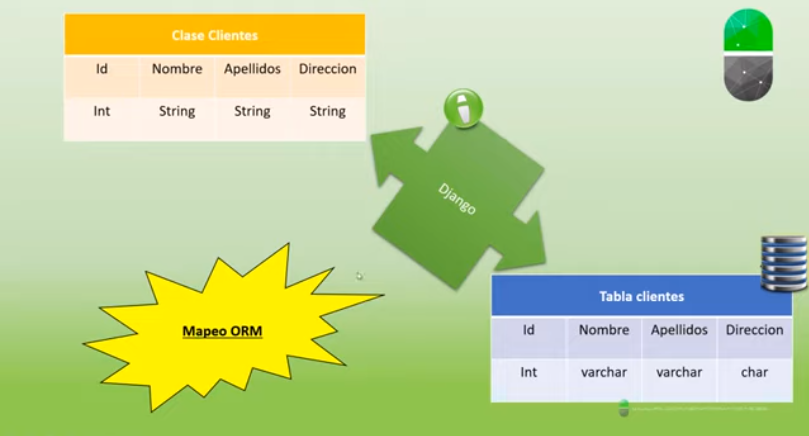 Clase Clientes
Id Nombre Apellidos Direccion
Int String String String
Django
Mapeo ORM
Tabla clientes
Id Nombre Apellidos Direccion
Int varchar varchar char